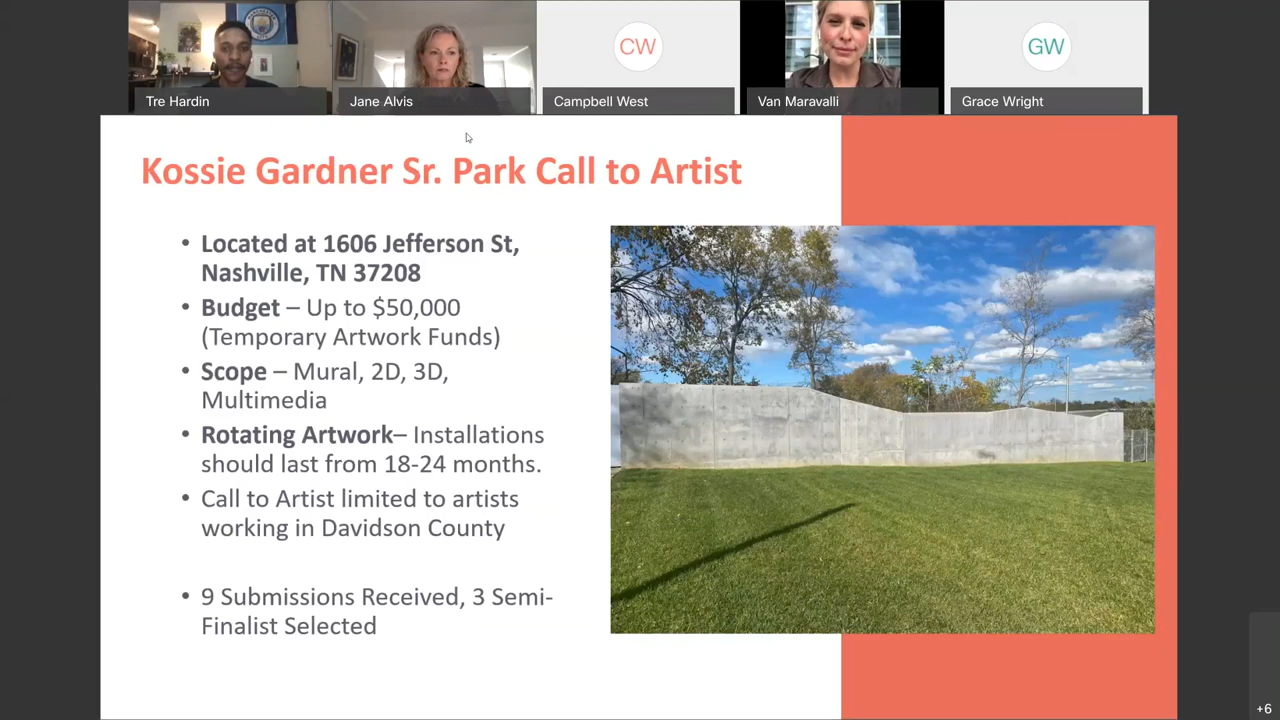 CW
GW
Tre Hardin
Jane Alvis
Campbell West
Van Maravalli
Grace Wright
Kossie Gardner Sr. Park Call to Artist
• Located at 1606 Jefferson St,
Nashville, TN 37208
• Budget – Up to $50,000
(Temporary Artwork Funds)
• Scope – Mural, 2D, 3D,
Multimedia
• Rotating Artwork– Installations
should last from 18-24 months.
• Call to Artist limited to artists
working in Davidson County
• 9 Submissions Received, 3 Semi-
Finalist Selected
+6